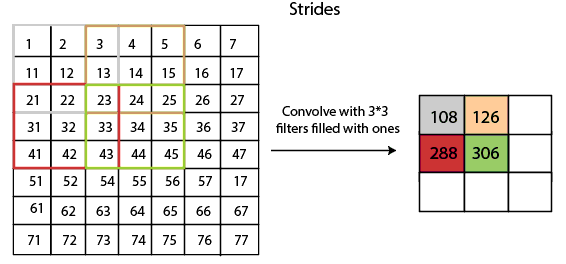 Strides
1 2 3 4 5 6 7
11 12 13 14 15 16 17
21 22 23 24 25 26 27
31 32 33 34 35 36 37
41 42 43 44 45 46 47
51 52 54 55 56 57 17
61 62 63 64 65 66 67
71 72 73 74 75 76 77
Convolve with 3*3
filters filled with ones
108 126
288 306